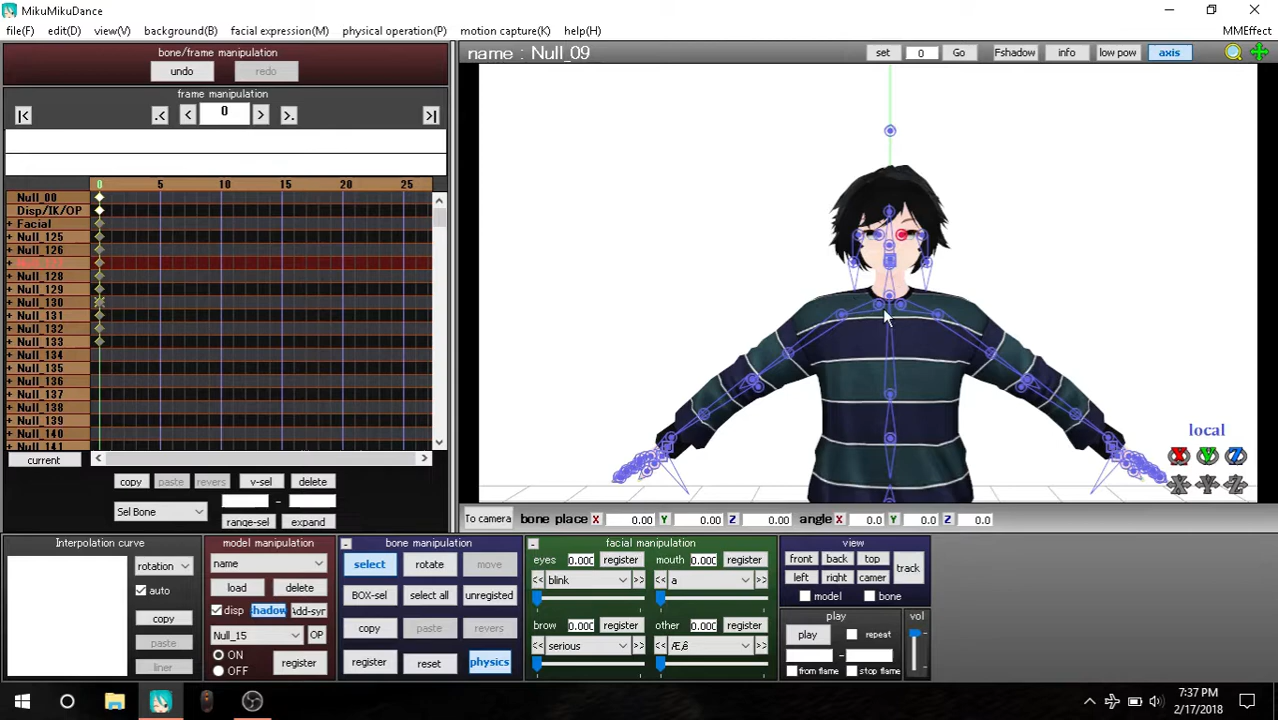 MikuMikuDance
file(F) edit(D) view(V) background(B) facial expression(M) physical operation(P) motion capture(K) help(H) MMEffect
bone/frame manipulation
undo redo
frame manipulation
|< .< < 0 > >. >|
0 5 10 15 20 25
Null_00
Disp/IK/OP
+ Facial
+ Null_125
+ Null_126
+ Null_128
+ Null_129
+ Null_130
+ Null_131
+ Null_132
+ Null_133
+ Null_134
+ Null_135
+ Null_136
+ Null_137
+ Null_138
+ Null_139
+ Null_140
+ Null_141
current
copy paste revers v-sel delete
Sel Bone -
range-sel expand
name : Null_09
set 0 Go Fshadow info low pow axis
local
X Y Z
X Y Z
To camera bone place X 0.00 Y 0.00 Z 0.00 angle X 0.0 Y 0.0 Z 0.0
Interpolation curve
rotation
auto
copy
paste
liner
model manipulation
name
load delete
disp shadow Add-syn
Null_15 OP
ON
OFF
register
- bone manipulation
select rotate move
BOX-sel select all unregisted
copy paste revers
register reset physics
- facial manipulation
eyes 0.000 register mouth 0.000 register
<< blink >> << a >>
brow 0.000 register other 0.000 register
<< serious >> << Æ,ê >>
view
front back top
left right camer track
model bone
play
play repeat
-
from flame stop flame
vol
7:37 PM
2/17/2018